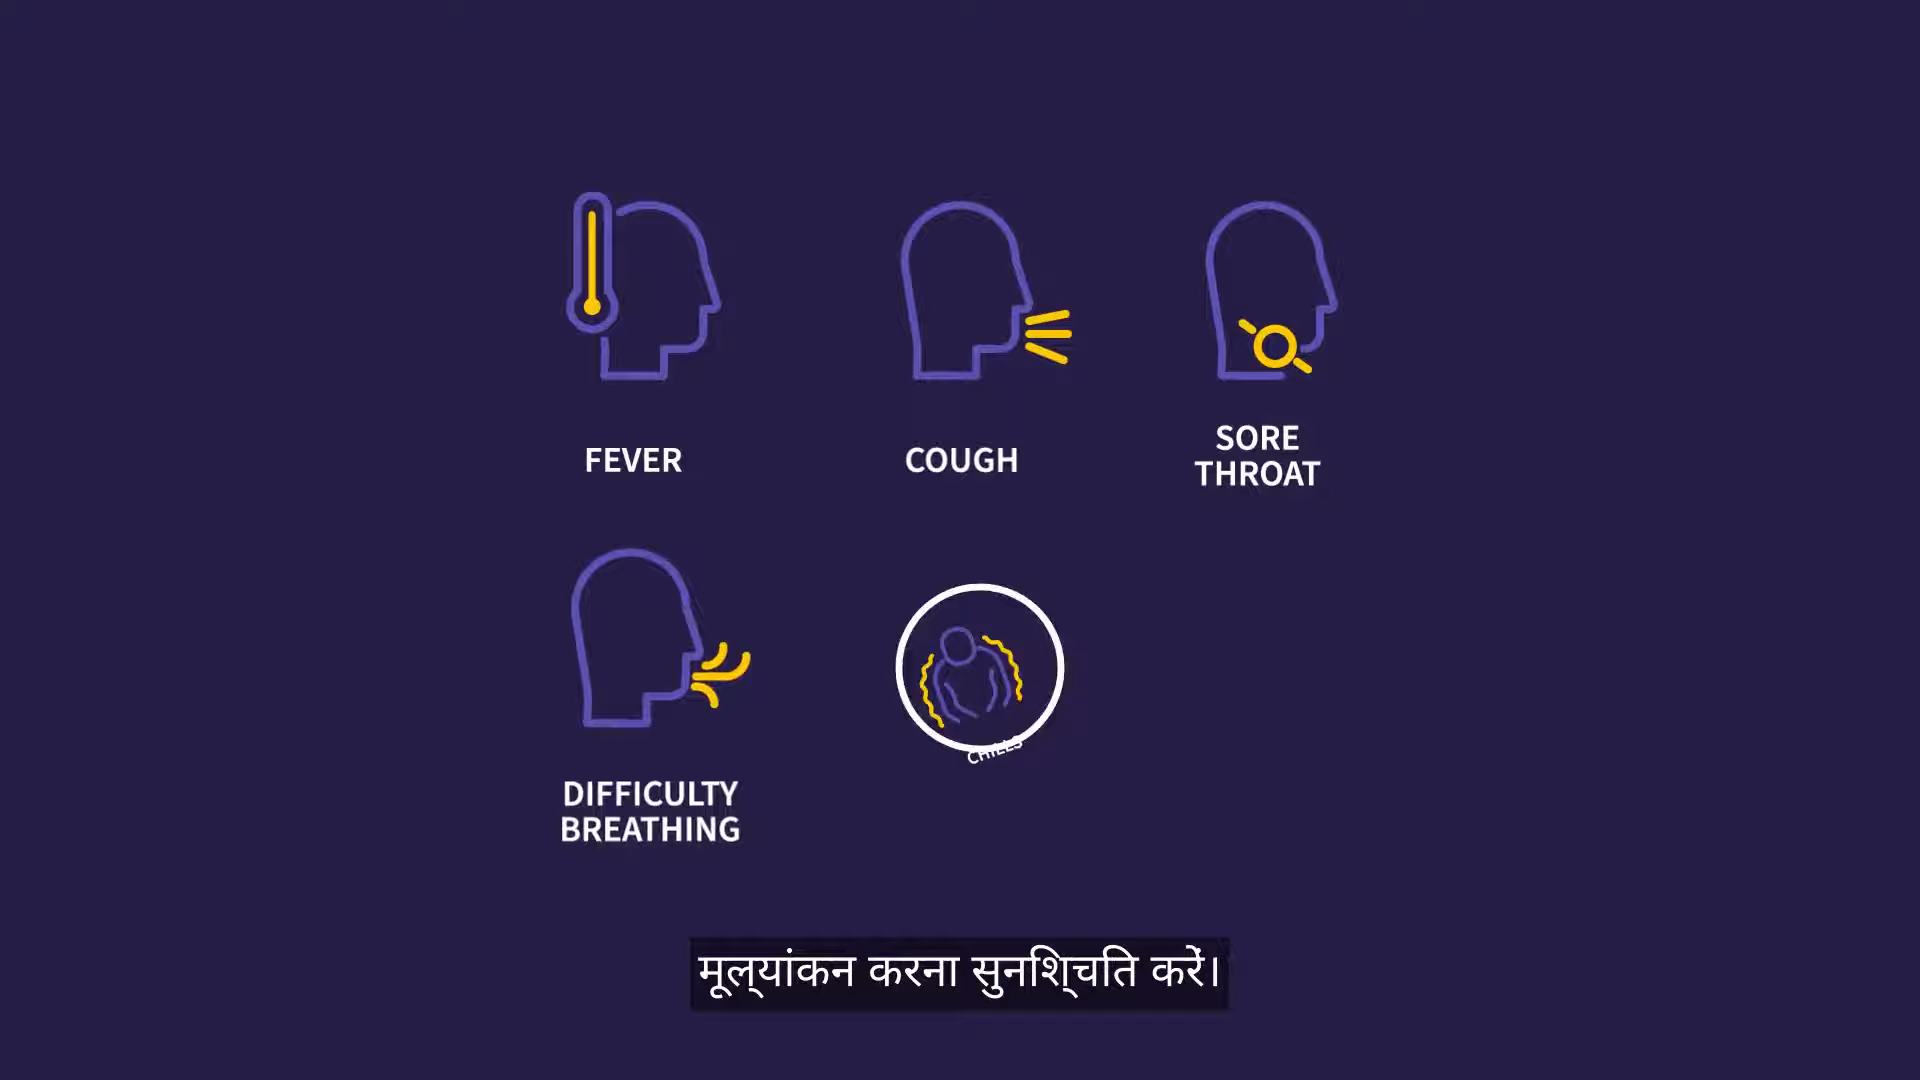 FEVER
COUGH
SORE
THROAT
DIFFICULTY
BREATHING
CHILLS
मूल्यांकन करना सुनिश्चित करें।